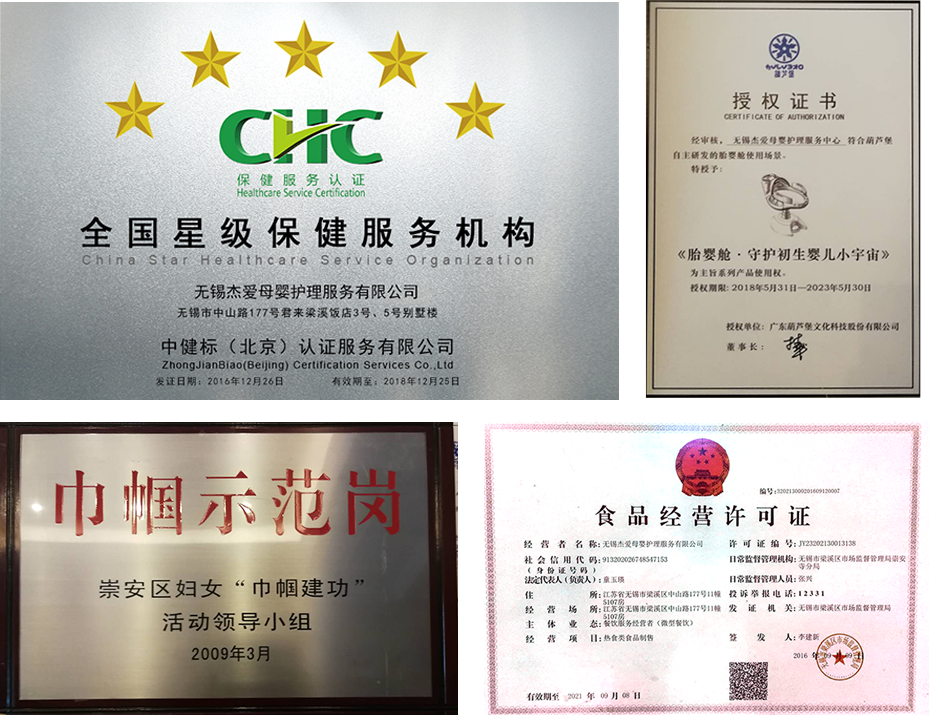 CHC
保健服务认证
Healthcare Service Certification
全国星级保健服务机构
China Star Healthcare Service Organization
无锡杰爱母婴护理服务有限公司
无锡市中山路177号君来梁溪饭店3号、5号别墅楼
中健标（北京）认证服务有限公司
ZhongJianBiao(Beijing) Certification Services Co.,Ltd
发证日期：2016年12月26日 有效期至：2018年12月25日
葫芦堡
授权证书
CERTIFICATE OF AUTHORIZATION
经审核，无锡杰爱母婴护理服务中心 符合葫芦堡
自主研发的胎婴舱使用场景。
特授予：
《胎婴舱·守护初生婴儿小宇宙》
为主旨系列产品使用权。
授权期限：2018年5月31日—2023年5月30日
授权单位：广东葫芦堡文化科技股份有限公司
董事长：
巾帼示范岗
崇安区妇女“巾帼建功”
活动领导小组
2009年3月
编号:320213000201609120007
食品经营许可证
经营者名称:无锡杰爱母婴护理服务有限公司
社会信用代码:913202026748547153
(身份证号码)
法定代表人(负责人):童玉瑛
住所:江苏省无锡市梁溪区中山路177号11幢
5107房
经营场所:江苏省无锡市梁溪区中山路177号11幢
5107房
主体业态:餐饮服务经营者（微型餐饮）
经营项目:热食类食品制售
许可证编号:JY23202130013138
日常监督管理机构:无锡市梁溪区市场监督管理局崇安
寺分局
日常监督管理人员:张兴
投诉举报电话:12331
发证机关:无锡市梁溪区市场监督管理局
签发人:李建新
2016 年 09 09
有效期至 2021 年 09 月 08 日